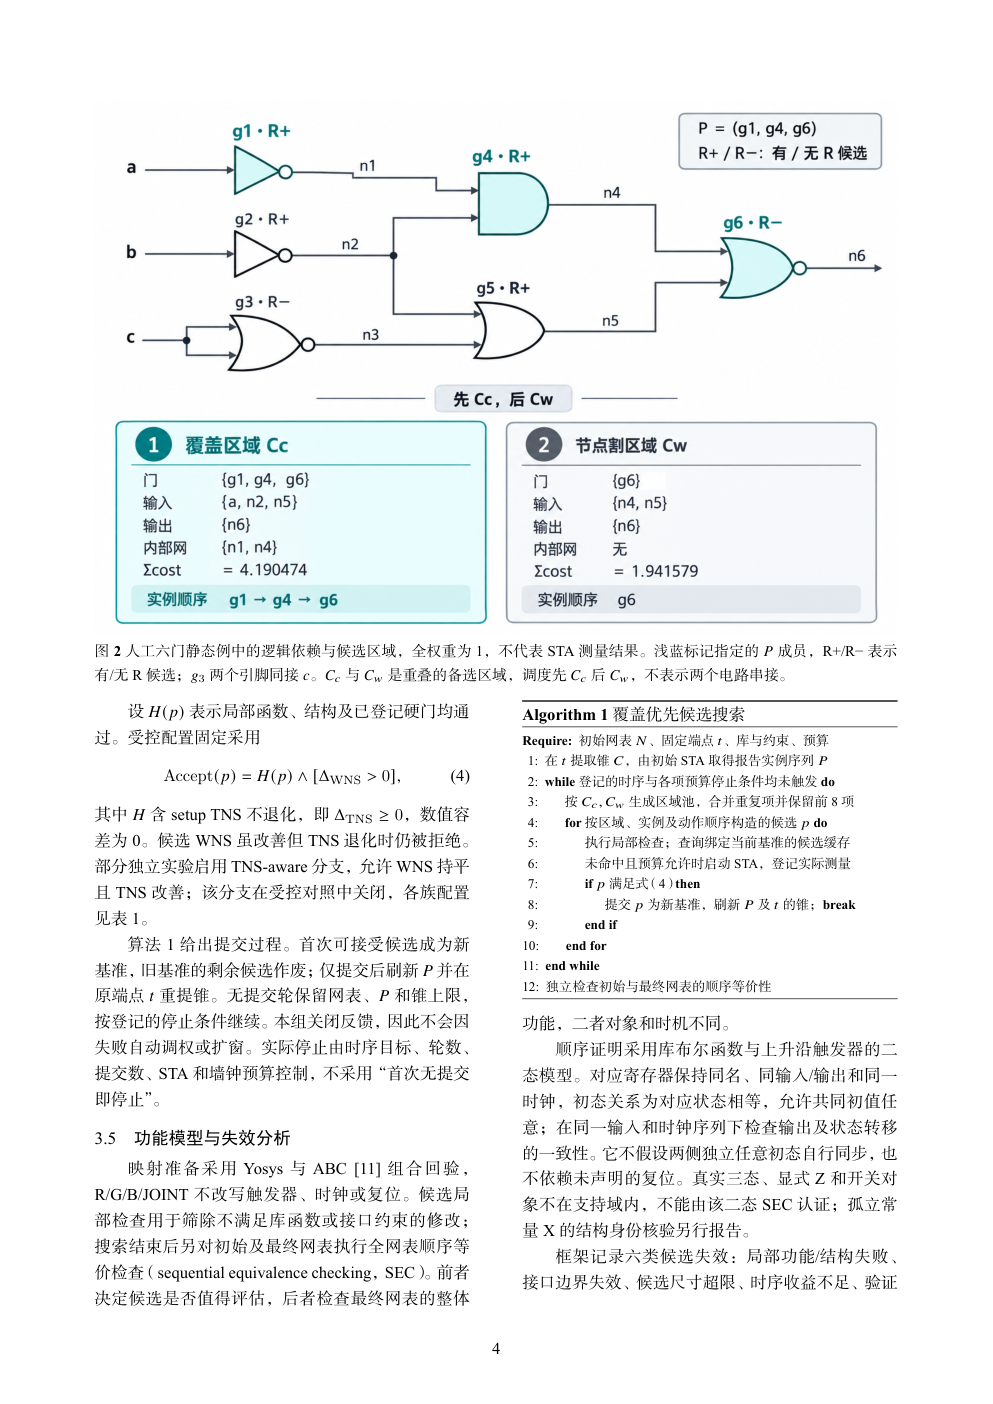 g1 · R+
a
n1
g4 · R+
P = (g1, g4, g6)
R+ / R−: 有 / 无 R 候选
n4
g2 · R+
g6 · R−
b
n2
n6
g3 · R−
g5 · R+
n5
c
n3
先 Cc，后 Cw
1 覆盖区域 Cc
门 {g1, g4, g6}
输入 {a, n2, n5}
输出 {n6}
内部网 {n1, n4}
Σcost = 4.190474
实例顺序 g1 → g4 → g6
2 节点割区域 Cw
门 {g6}
输入 {n4, n5}
输出 {n6}
内部网 无
Σcost = 1.941579
实例顺序 g6
图 2 人工六门静态例中的逻辑依赖与候选区域，全权重为 1，不代表 STA 测量结果。浅蓝标记指定的 P 成员，R+/R− 表示
有/无 R 候选；g₃ 两个引脚同接 c。C_c 与 C_w 是重叠的备选区域，调度先 C_c 后 C_w，不表示两个电路串接。
设 H(p) 表示局部函数、结构及已登记硬门均通
过。受控配置固定采用
Accept(p) = H(p) ∧ [Δ_WNS > 0], (4)
其中 H 含 setup TNS 不退化，即 Δ_TNS ≥ 0，数值容
差为 0。候选 WNS 虽改善但 TNS 退化时仍被拒绝。
部分独立实验启用 TNS-aware 分支，允许 WNS 持平
且 TNS 改善；该分支在受控对照中关闭，各族配置
见表 1。
算法 1 给出提交过程。首次可接受候选成为新
基准，旧基准的剩余候选作废；仅提交后刷新 P 并在
原端点 t 重提锥。无提交轮保留网表、P 和锥上限，
按登记的停止条件继续。本组关闭反馈，因此不会因
失败自动调权或扩窗。实际停止由时序目标、轮数、
提交数、STA 和墙钟预算控制，不采用“首次无提交
即停止”。
3.5 功能模型与失效分析
映射准备采用 Yosys 与 ABC [11] 组合回验，
R/G/B/JOINT 不改写触发器、时钟或复位。候选局
部检查用于筛除不满足库函数或接口约束的修改；
搜索结束后另对初始及最终网表执行全网表顺序等
价检查（sequential equivalence checking，SEC）。前者
决定候选是否值得评估，后者检查最终网表的整体
Algorithm 1 覆盖优先候选搜索
Require: 初始网表 N、固定端点 t、库与约束、预算
1: 在 t 提取锥 C，由初始 STA 取得报告实例序列 P
2: while 登记的时序与各项预算停止条件均未触发 do
3: 按 C_c, C_w 生成区域池，合并重复项并保留前 8 项
4: for 按区域、实例及动作顺序构造的候选 p do
5: 执行局部检查；查询绑定当前基准的候选缓存
6: 未命中且预算允许时启动 STA，登记实际测量
7: if p 满足式（4）then
8: 提交 p 为新基准，刷新 P 及 t 的锥；break
9: end if
10: end for
11: end while
12: 独立检查初始与最终网表的顺序等价性
功能，二者对象和时机不同。
顺序证明采用库布尔函数与上升沿触发器的二
态模型。对应寄存器保持同名、同输入/输出和同一
时钟，初态关系为对应状态相等，允许共同初值任
意；在同一输入和时钟序列下检查输出及状态转移
的一致性。它不假设两侧独立任意初态自行同步，也
不依赖未声明的复位。真实三态、显式 Z 和开关对
象不在支持域内，不能由该二态 SEC 认证；孤立常
量 X 的结构身份核验另行报告。
框架记录六类候选失效：局部功能/结构失败、
接口边界失效、候选尺寸超限、时序收益不足、验证
4